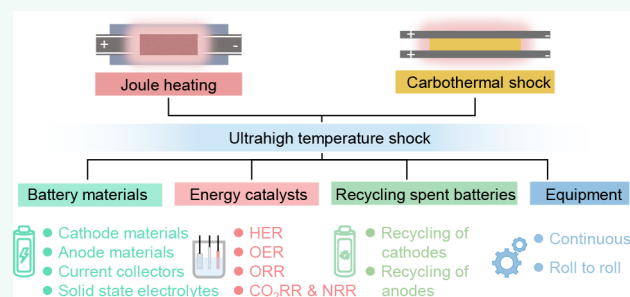 + -
+ -
+ -
Joule heating
Carbothermal shock
Ultrahigh temperature shock
Battery materials
Energy catalysts
Recycling spent batteries
Equipment
• Cathode materials
• Anode materials
• Current collectors
• Solid state electrolytes
• HER
• OER
• ORR
• CO₂RR & NRR
• Recycling of
cathodes
• Recycling of
anodes
• Continuous
• Roll to roll